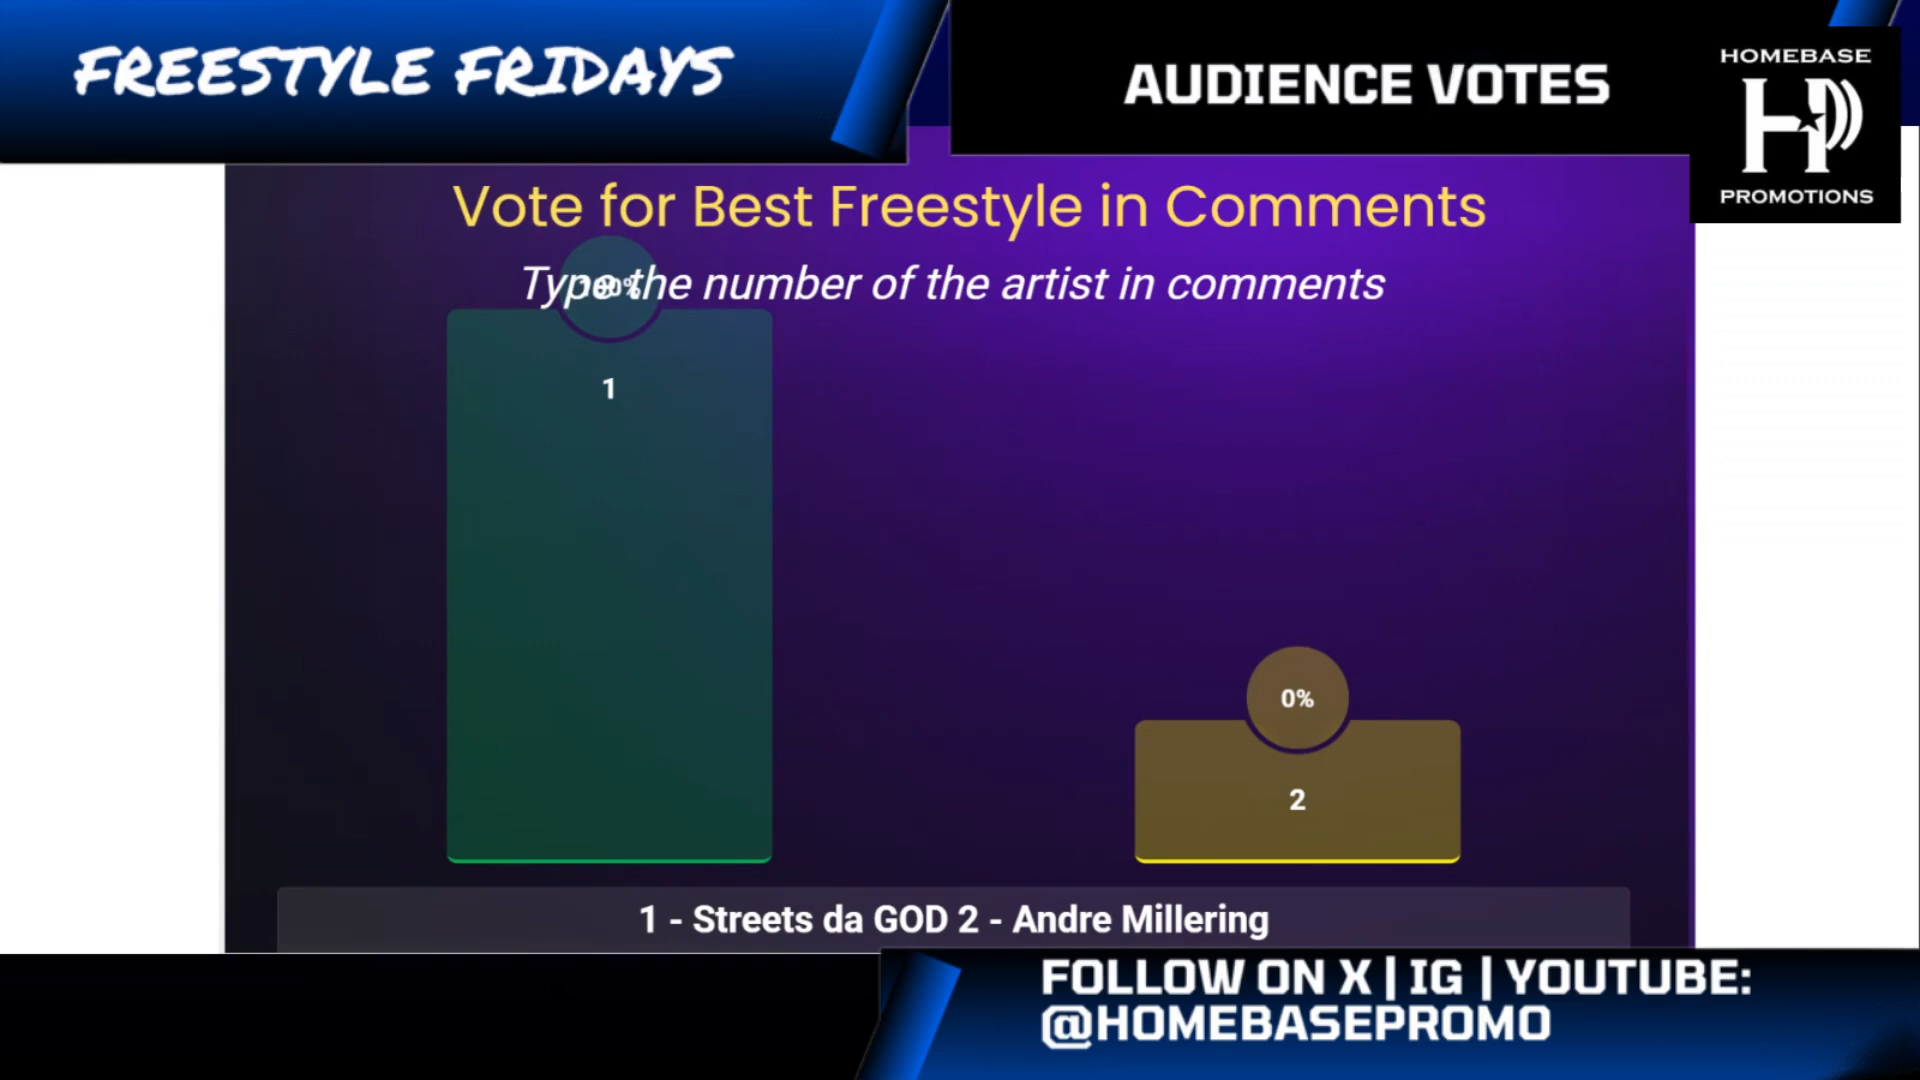 FREESTYLE FRIDAYS
AUDIENCE VOTES
HOMEBASE
H
PROMOTIONS
Vote for Best Freestyle in Comments
Type the number of the artist in comments
100%
1
0%
2
1 - Streets da GOD 2 - Andre Millering
FOLLOW ON X | IG | YOUTUBE:
@HOMEBASEPROMO